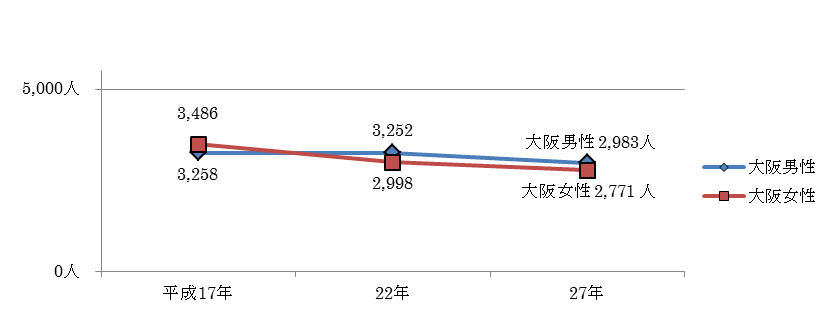 5,000人
3,486
3,252
大阪男性 2,983人
3,258
2,998
大阪女性 2,771 人
大阪男性
大阪女性
0人
平成17年
22年
27年